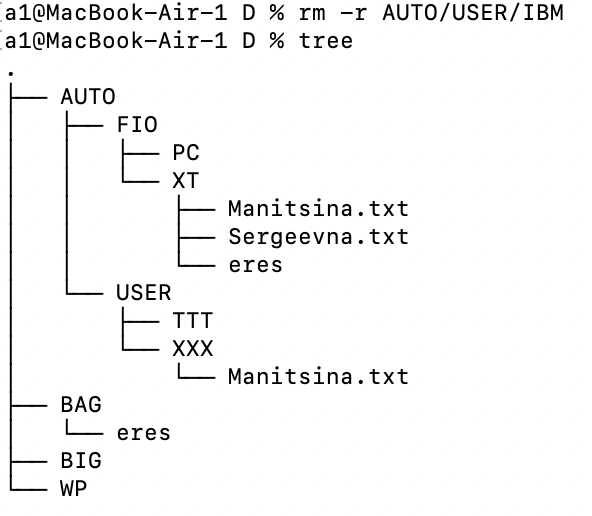 a1@MacBook-Air-1 D % rm -r AUTO/USER/IBM
a1@MacBook-Air-1 D % tree
.
├── AUTO
│   ├── FIO
│   │   ├── PC
│   │   └── XT
│   │       ├── Manitsina.txt
│   │       ├── Sergeevna.txt
│   │       └── eres
│   └── USER
│       ├── TTT
│       └── XXX
│           └── Manitsina.txt
├── BAG
│   └── eres
├── BIG
└── WP